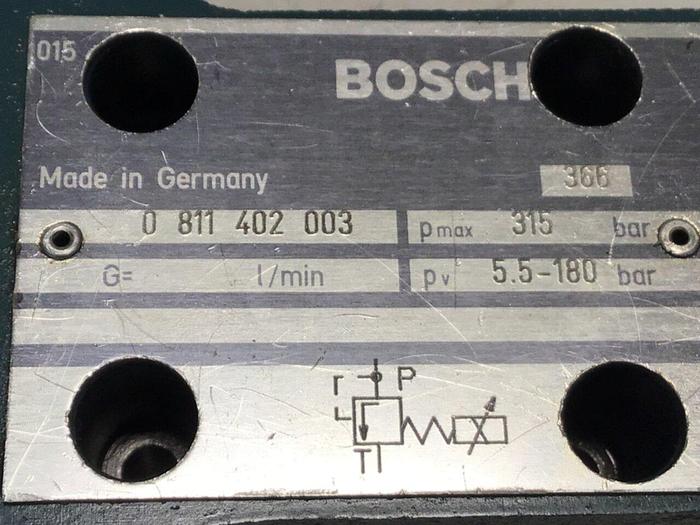 015
BOSCH
Made in Germany 366
0 811 402 003 pmax 315 bar
G= l/min pv 5.5-180 bar
P
T